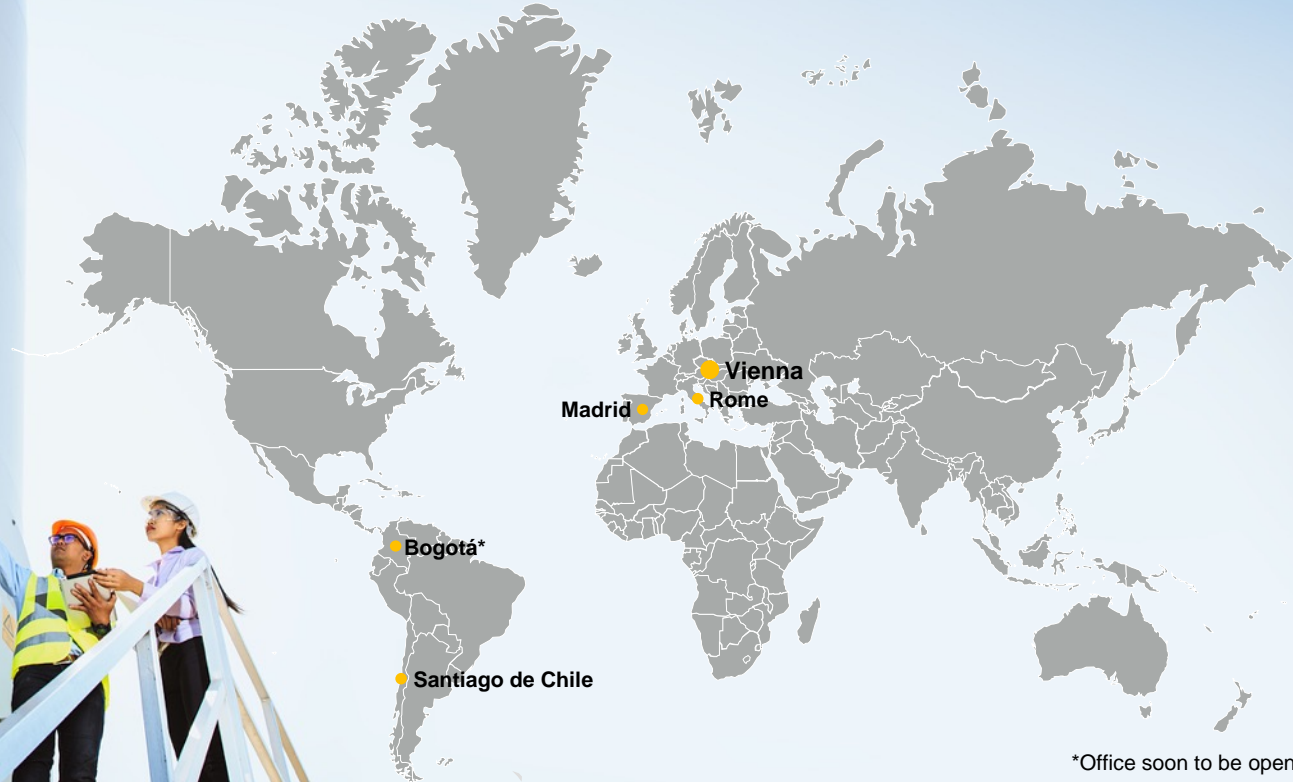 Vienna
Rome
Madrid
Bogotá*
Santiago de Chile
*Office soon to be open